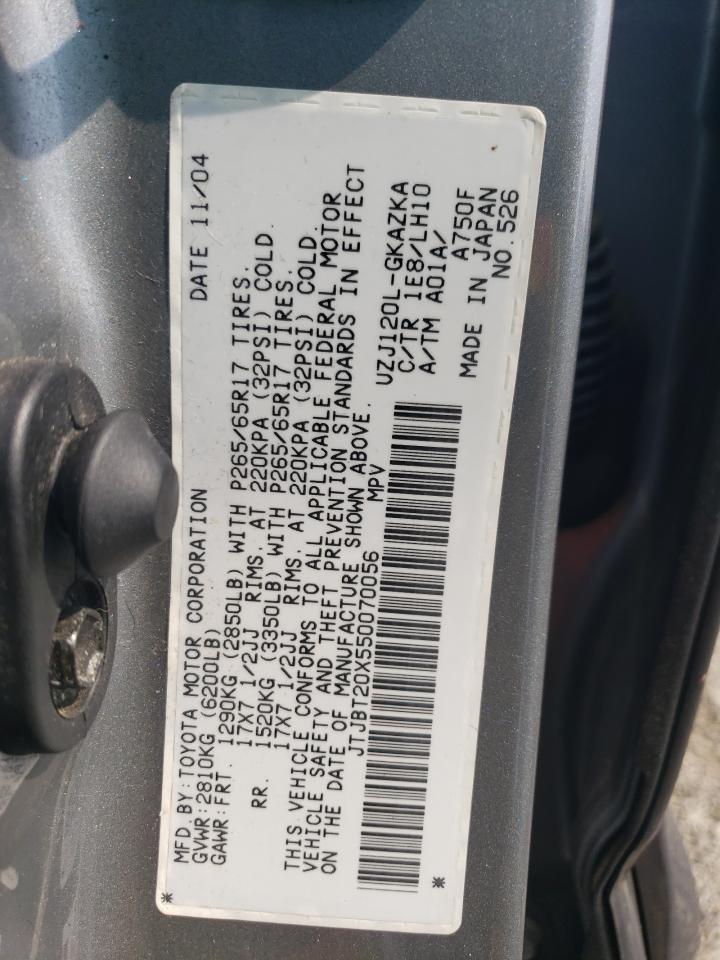 MFD. BY: TOYOTA MOTOR CORPORATION DATE 11/04
GVWR: 2810KG (6200LB)
GAWR: FRT. 1290KG (2850LB) WITH P265/65R17 TIRES,
17X7 1/2JJ RIMS, AT 220KPA (32PSI) COLD.
RR. 1520KG (3350LB) WITH P265/65R17 TIRES,
17X7 1/2JJ RIMS, AT 220KPA (32PSI) COLD.
THIS VEHICLE CONFORMS TO ALL APPLICABLE FEDERAL MOTOR
VEHICLE SAFETY AND THEFT PREVENTION STANDARDS IN EFFECT
ON THE DATE OF MANUFACTURE SHOWN ABOVE.
JTJBT20X550070056 MPV
UZJ120L-GKAZKA
C/TR 1E8/LH10
A/TM A01A/
A750F
MADE IN JAPAN
NO.526